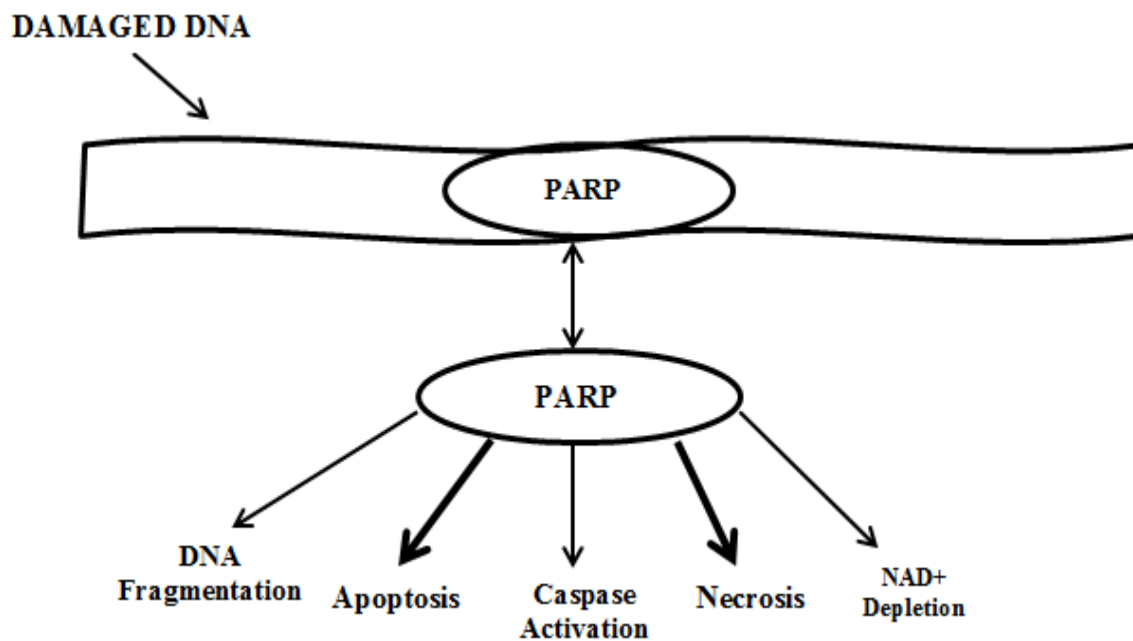 DAMAGED DNA
PARP
PARP
DNA
Fragmentation
Apoptosis
Caspase
Activation
Necrosis
NAD+
Depletion